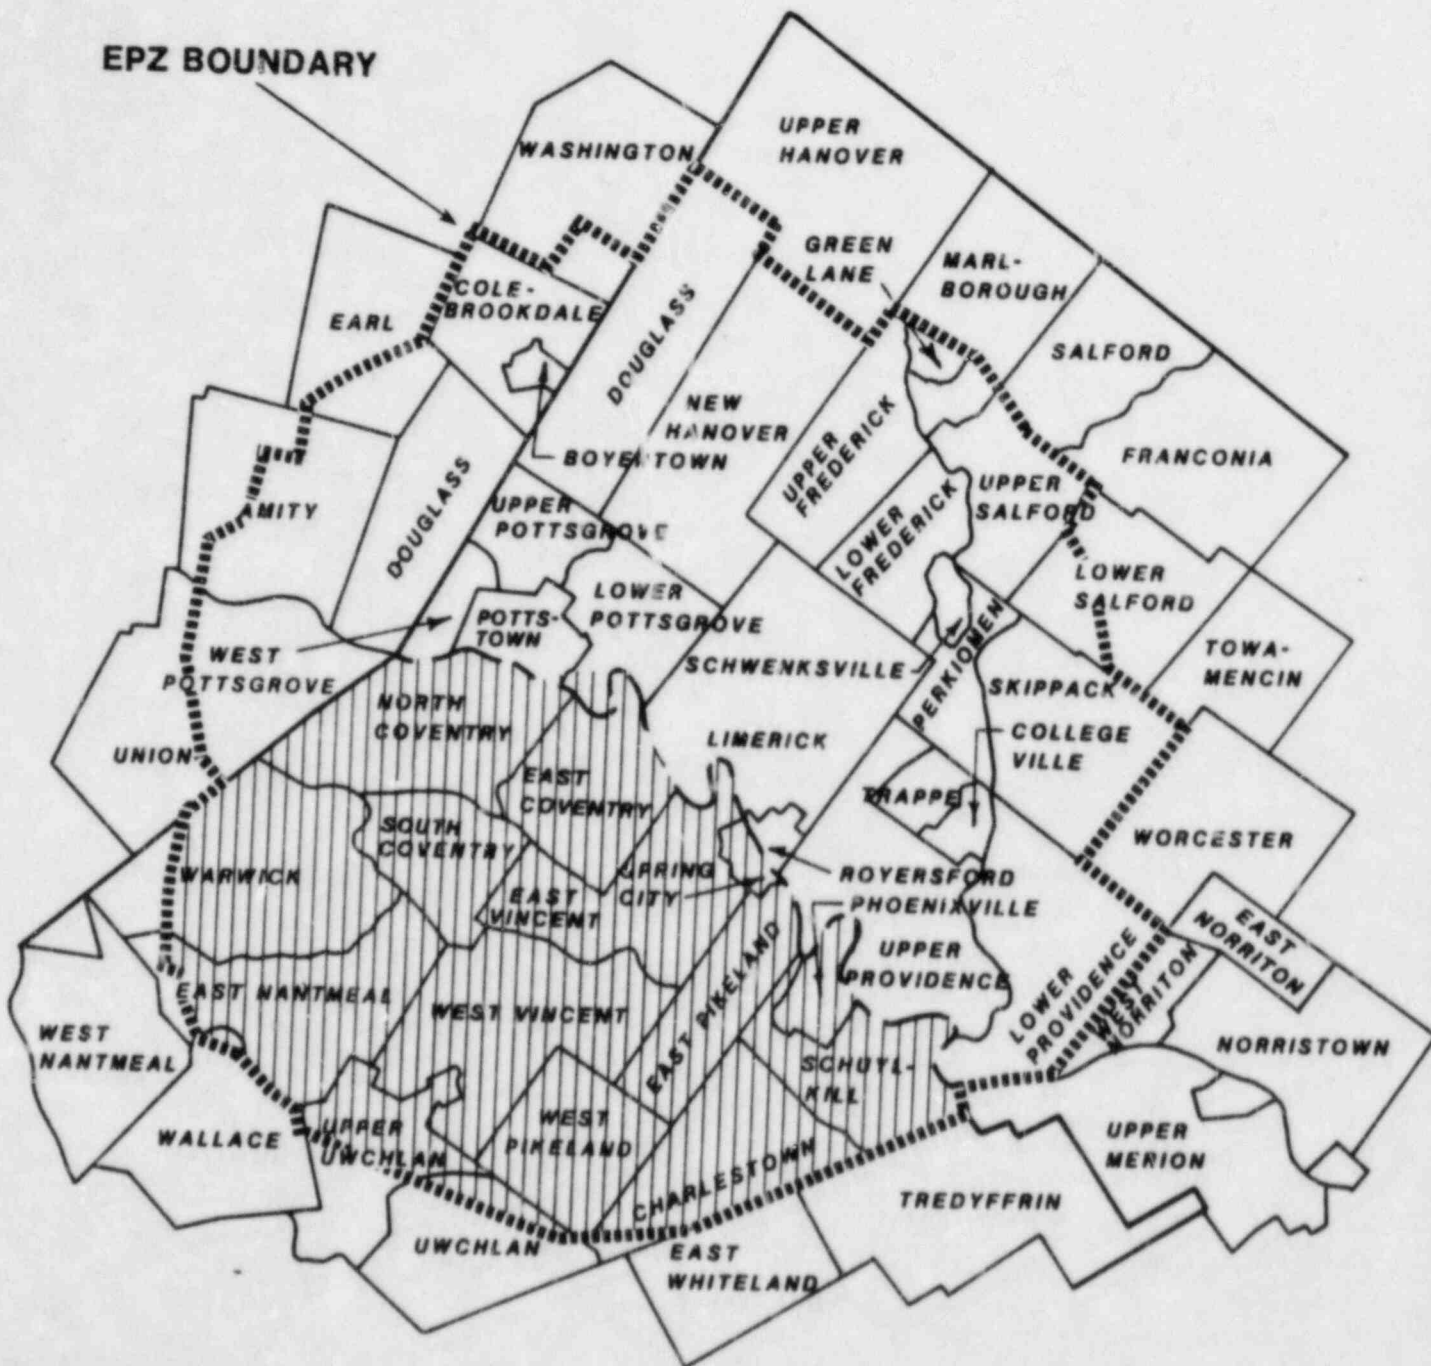 EPZ BOUNDARY
UPPER
HANOVER
WASHINGTON
GREEN
LANE
MARL-
BOROUGH
COLE-
BROOKDALE
EARL
DOUGLASS
SALFORD
NEW
HANOVER
UPPER
FREDERICK
FRANCONIA
BOYERTOWN
AMITY
DOUGLASS
UPPER
POTTSGROVE
UPPER
SALFORD
LOWER
FREDERICK
LOWER
SALFORD
LOWER
POTTSGROVE
POTTS-
TOWN
WEST
POTTSGROVE
SCHWENKSVILLE
PERKIOMEN
SKIPPACK
TOWA-
MENCIN
NORTH
COVENTRY
LIMERICK
COLLEGE
VILLE
UNION
EAST
COVENTRY
TRAPPE
SOUTH
COVENTRY
WORCESTER
WARWICK
UPRING
CITY
ROYERSFORD
PHOENIXVILLE
EAST
VINCENT
EAST
NORRITON
UPPER
PROVIDENCE
EAST PIKELAND
LOWER
PROVIDENCE
WEST
NORRITON
EAST NANTMEAL
WEST VINCENT
WEST
NANTMEAL
NORRISTOWN
SCHUYL-
KILL
WEST
PIKELAND
UPPER
UWCHLAN
WALLACE
UPPER
MERION
CHARLESTOWN
TREDYFFRIN
UWCHLAN
EAST
WHITELAND